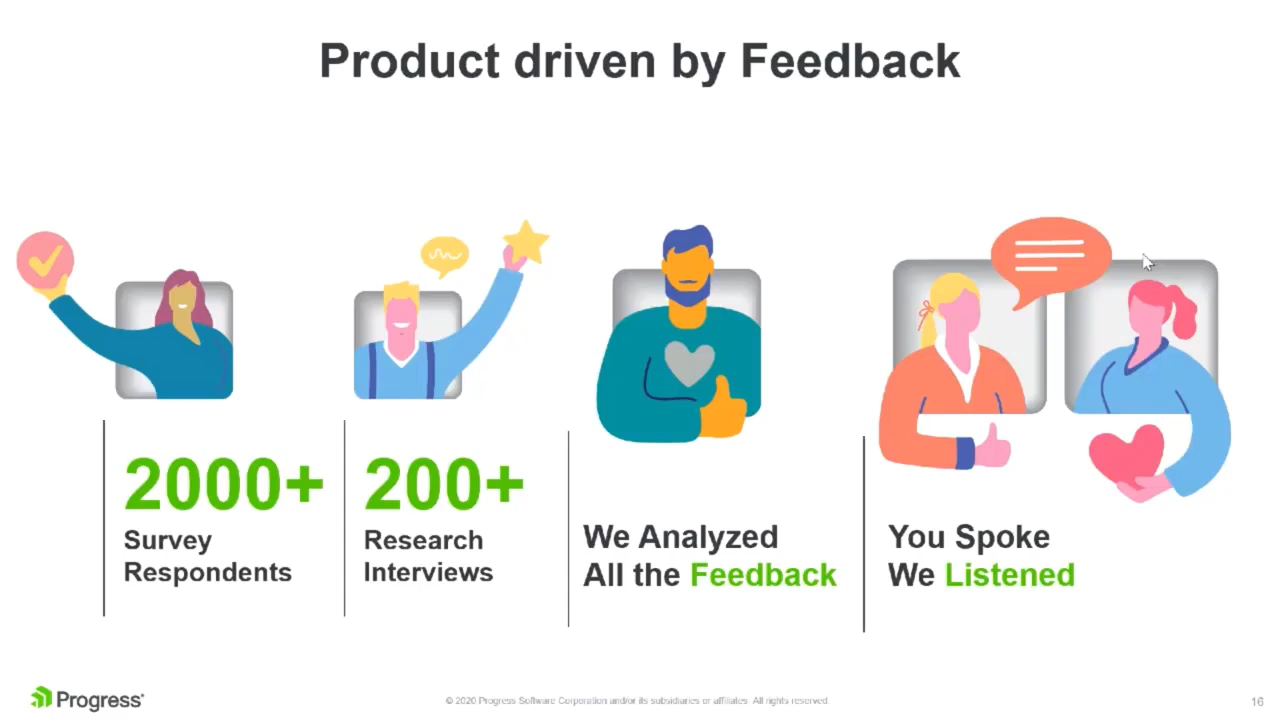 Product driven by Feedback
2000+
Survey
Respondents
200+
Research
Interviews
We Analyzed
All the Feedback
You Spoke
We Listened
Progress
© 2020 Progress Software Corporation and/or its subsidiaries or affiliates. All rights reserved.
16